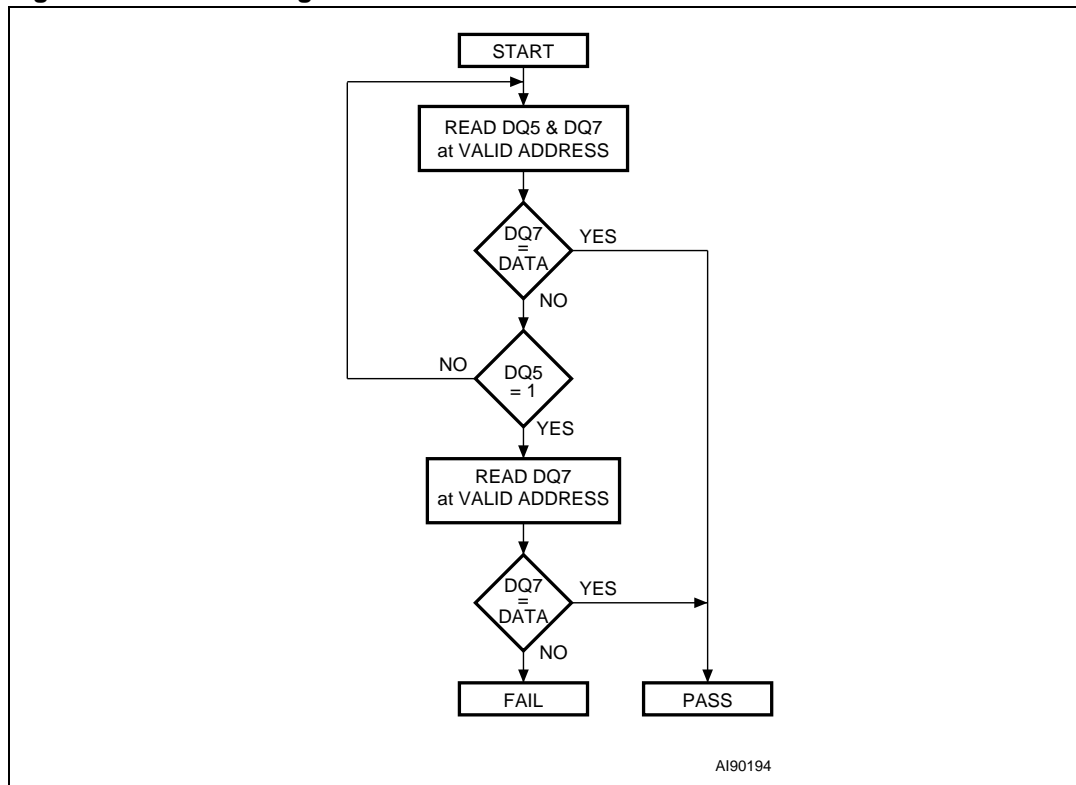 START
READ DQ5 & DQ7
at VALID ADDRESS
DQ7
=
DATA
YES
NO
NO
DQ5
= 1
YES
READ DQ7
at VALID ADDRESS
DQ7
=
DATA
YES
NO
FAIL
PASS
AI90194